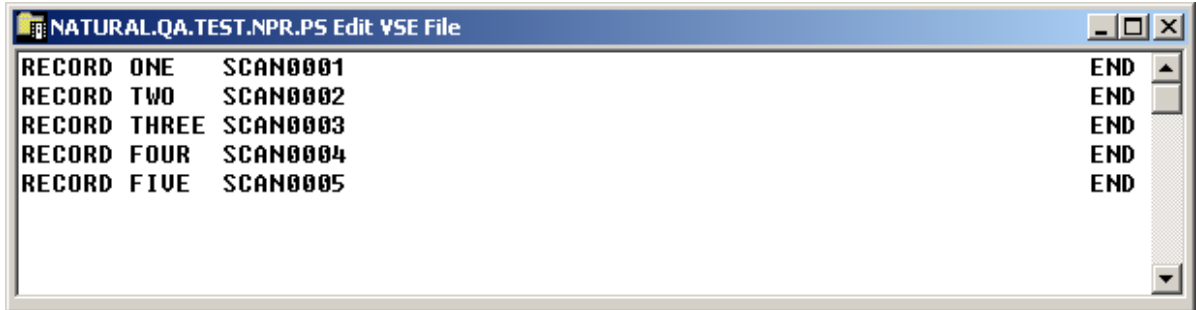 NATURAL.QA.TEST.NPR.PS Edit VSE File
RECORD ONE   SCAN0001 END
RECORD TWO   SCAN0002 END
RECORD THREE SCAN0003 END
RECORD FOUR  SCAN0004 END
RECORD FIVE  SCAN0005 END